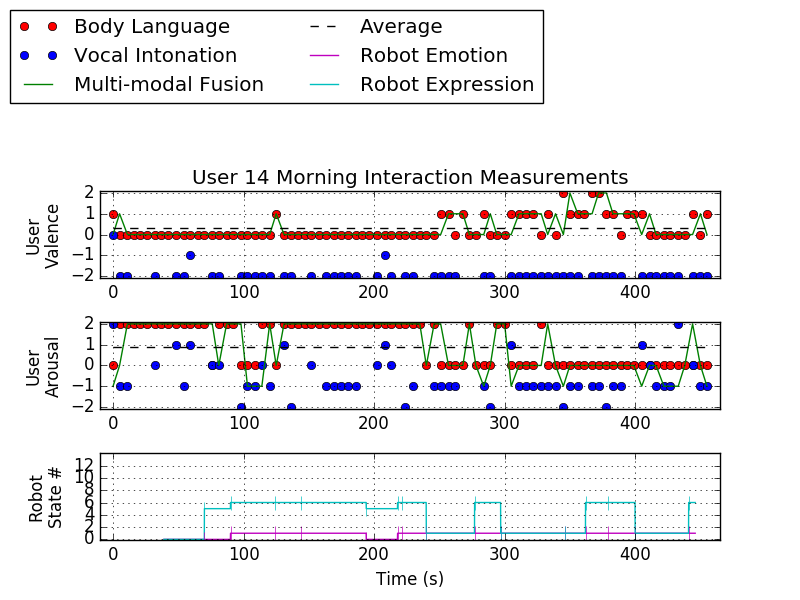 Body Language
Average
Vocal Intonation
Robot Emotion
Multi-modal Fusion
Robot Expression
User 14 Morning Interaction Measurements
User
Valence
2
1
0
−1
−2
0 100 200 300 400
User
Arousal
2
1
0
−1
−2
0 100 200 300 400
Robot
State #
12
10
8
6
4
2
0
0 100 200 300 400
Time (s)